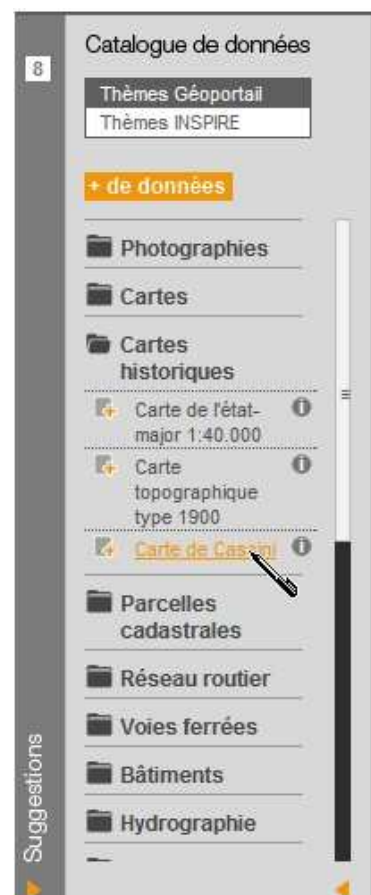 Catalogue de données
8
Thèmes Géoportail
Thèmes INSPIRE
+ de données
Photographies
Cartes
Cartes
historiques
Carte de l'état-
major 1:40.000
Carte
topographique
type 1900
Carte de Cassini
Parcelles
cadastrales
Réseau routier
Voies ferrées
Bâtiments
Hydrographie
Suggestions